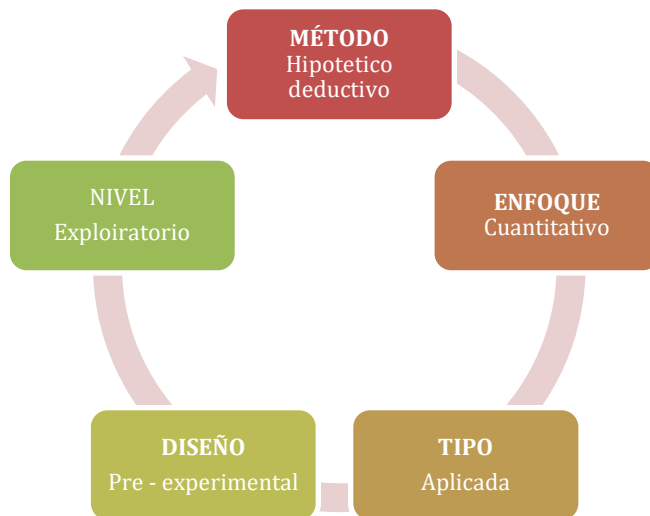 MÉTODO
Hipotetico
deductivo
ENFOQUE
Cuantitativo
TIPO
Aplicada
DISEÑO
Pre - experimental
NIVEL
Exploiratorio